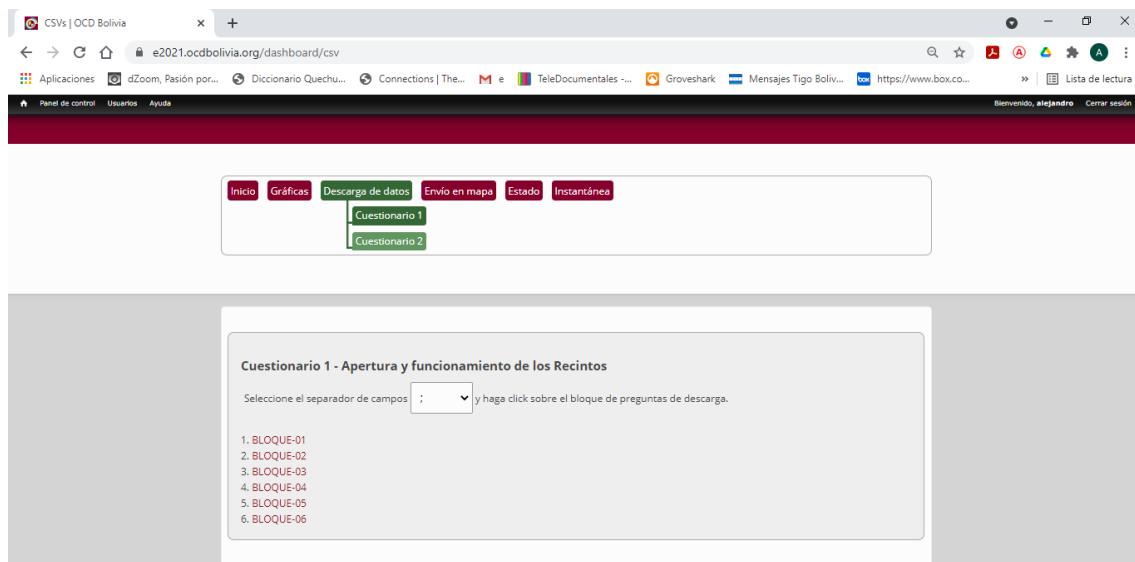 CSVs | OCD Bolivia
e2021.ocdbolivia.org/dashboard/csv
A
Aplicaciones dZoom, Pasión por... Diccionario Quechu... Connections | The... M e TeleDocumentales -... Groveshark Mensajes Tigo Boliv... box https://www.box.co... » Lista de lectura
Panel de control Usuarios Ayuda Bienvenido, alejandro Cerrar sesión
Inicio Gráficas Descarga de datos Envío en mapa Estado Instantánea
Cuestionario 1
Cuestionario 2
Cuestionario 1 - Apertura y funcionamiento de los Recintos
Seleccione el separador de campos ; y haga click sobre el bloque de preguntas de descarga.
1. BLOQUE-01
2. BLOQUE-02
3. BLOQUE-03
4. BLOQUE-04
5. BLOQUE-05
6. BLOQUE-06